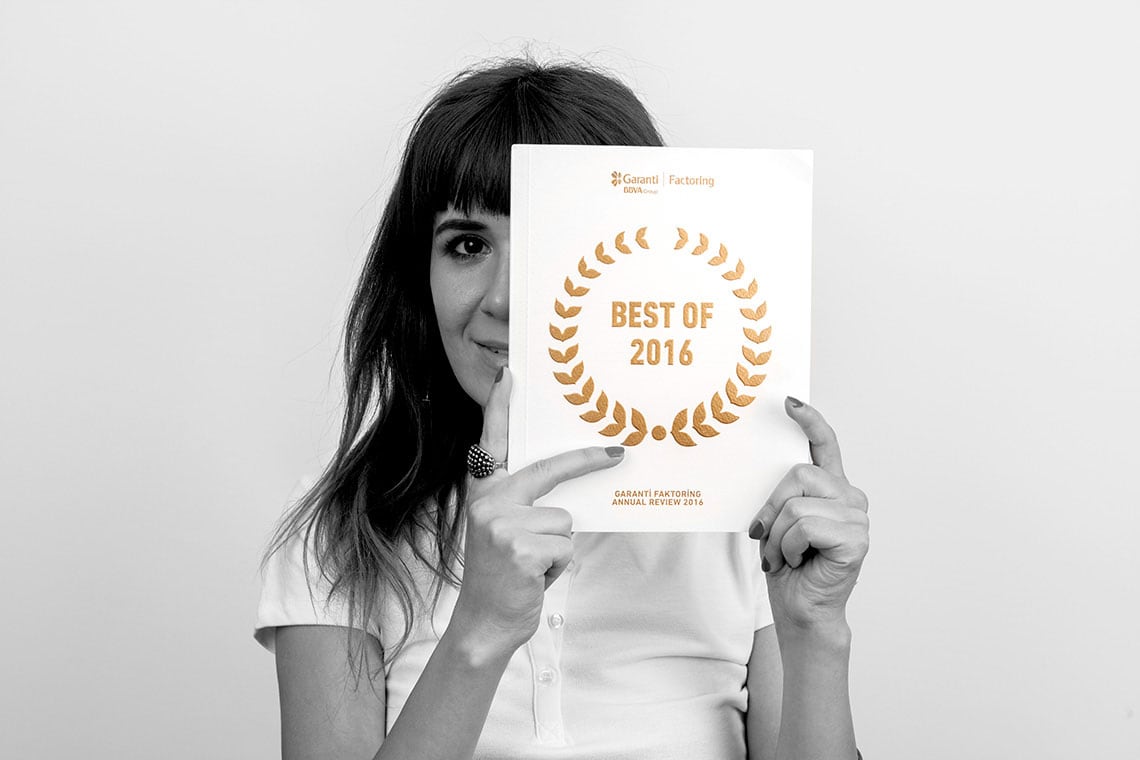 Garanti | Factoring
BBVA Group
BEST OF
2016
GARANTİ FAKTORİNG
ANNUAL REVIEW 2016